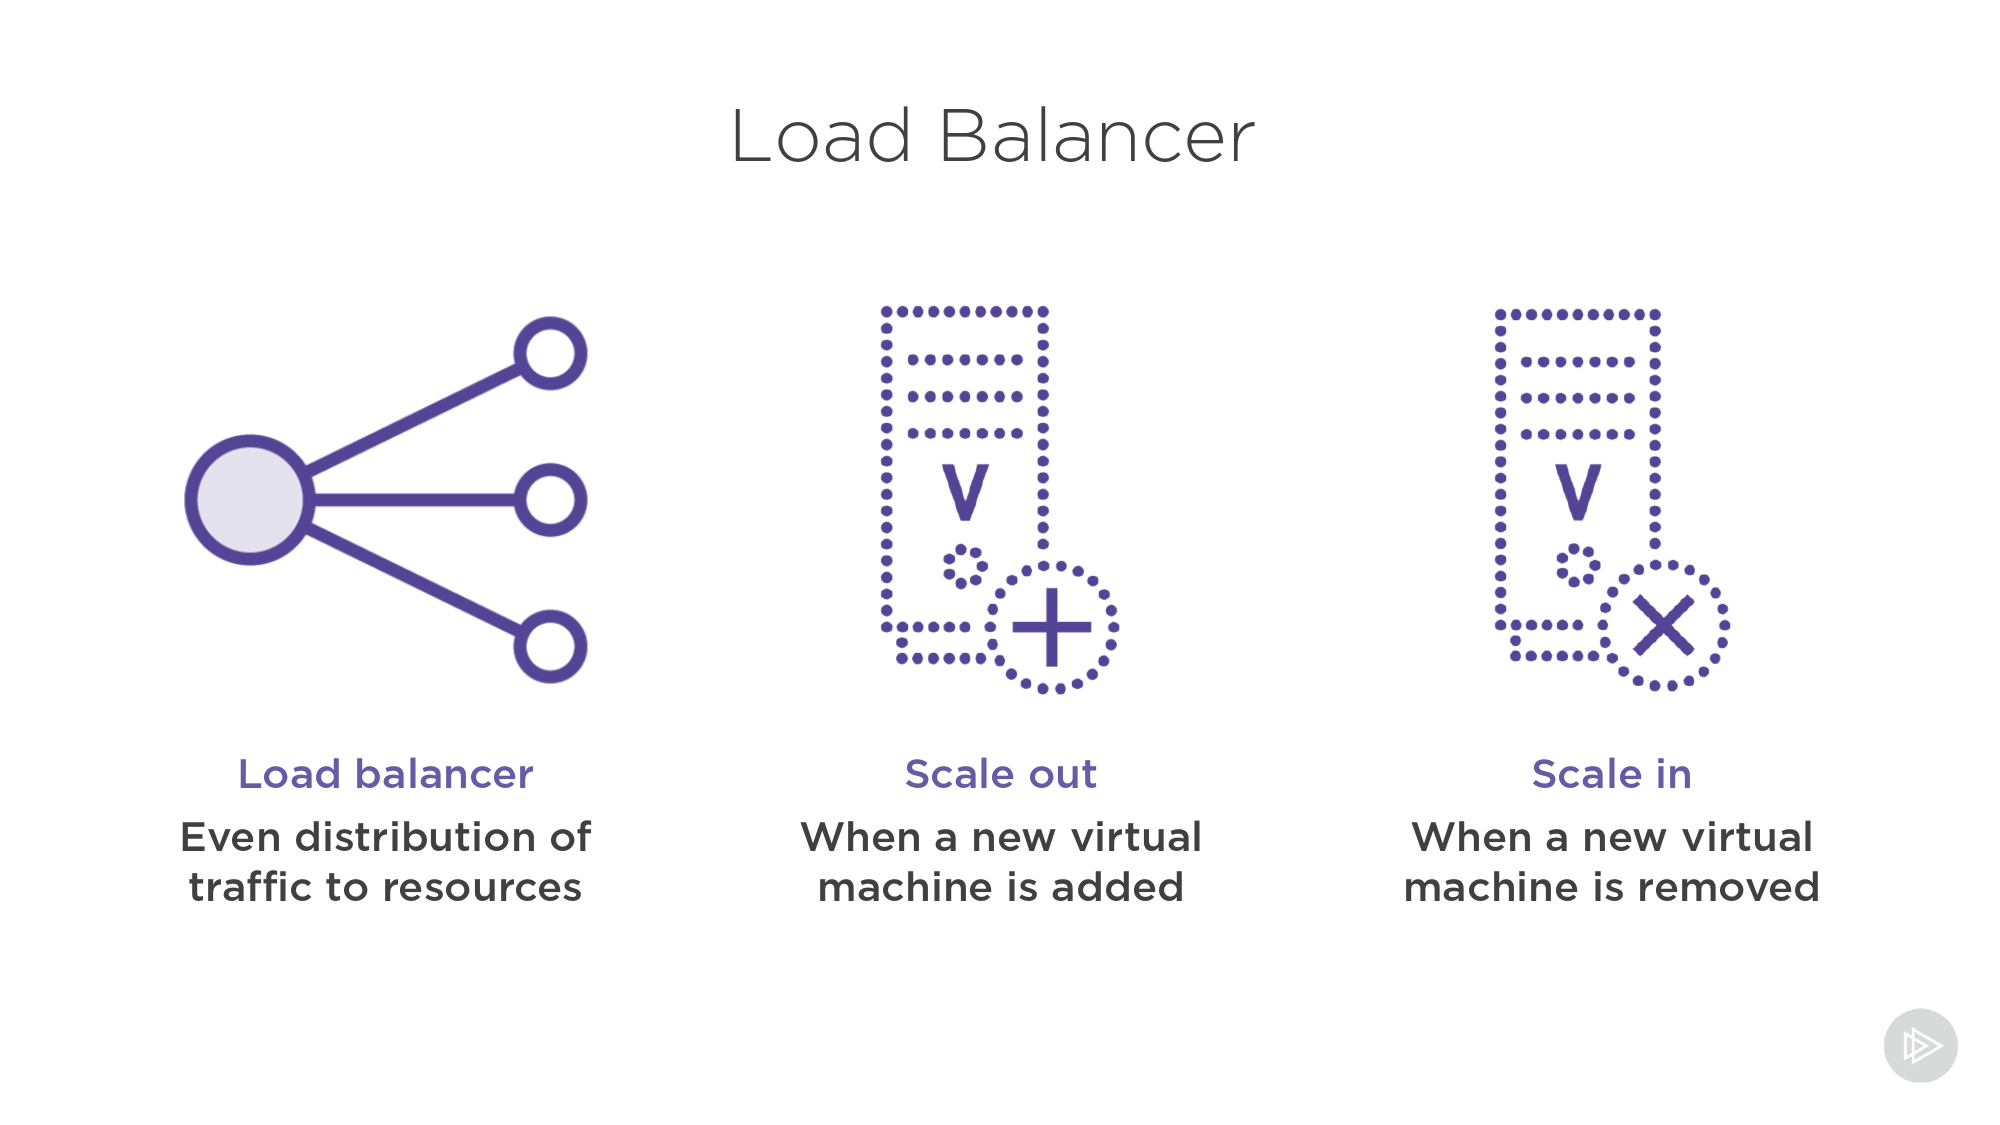 Load Balancer
V
V
Load balancer
Even distribution of
traffic to resources
Scale out
When a new virtual
machine is added
Scale in
When a new virtual
machine is removed